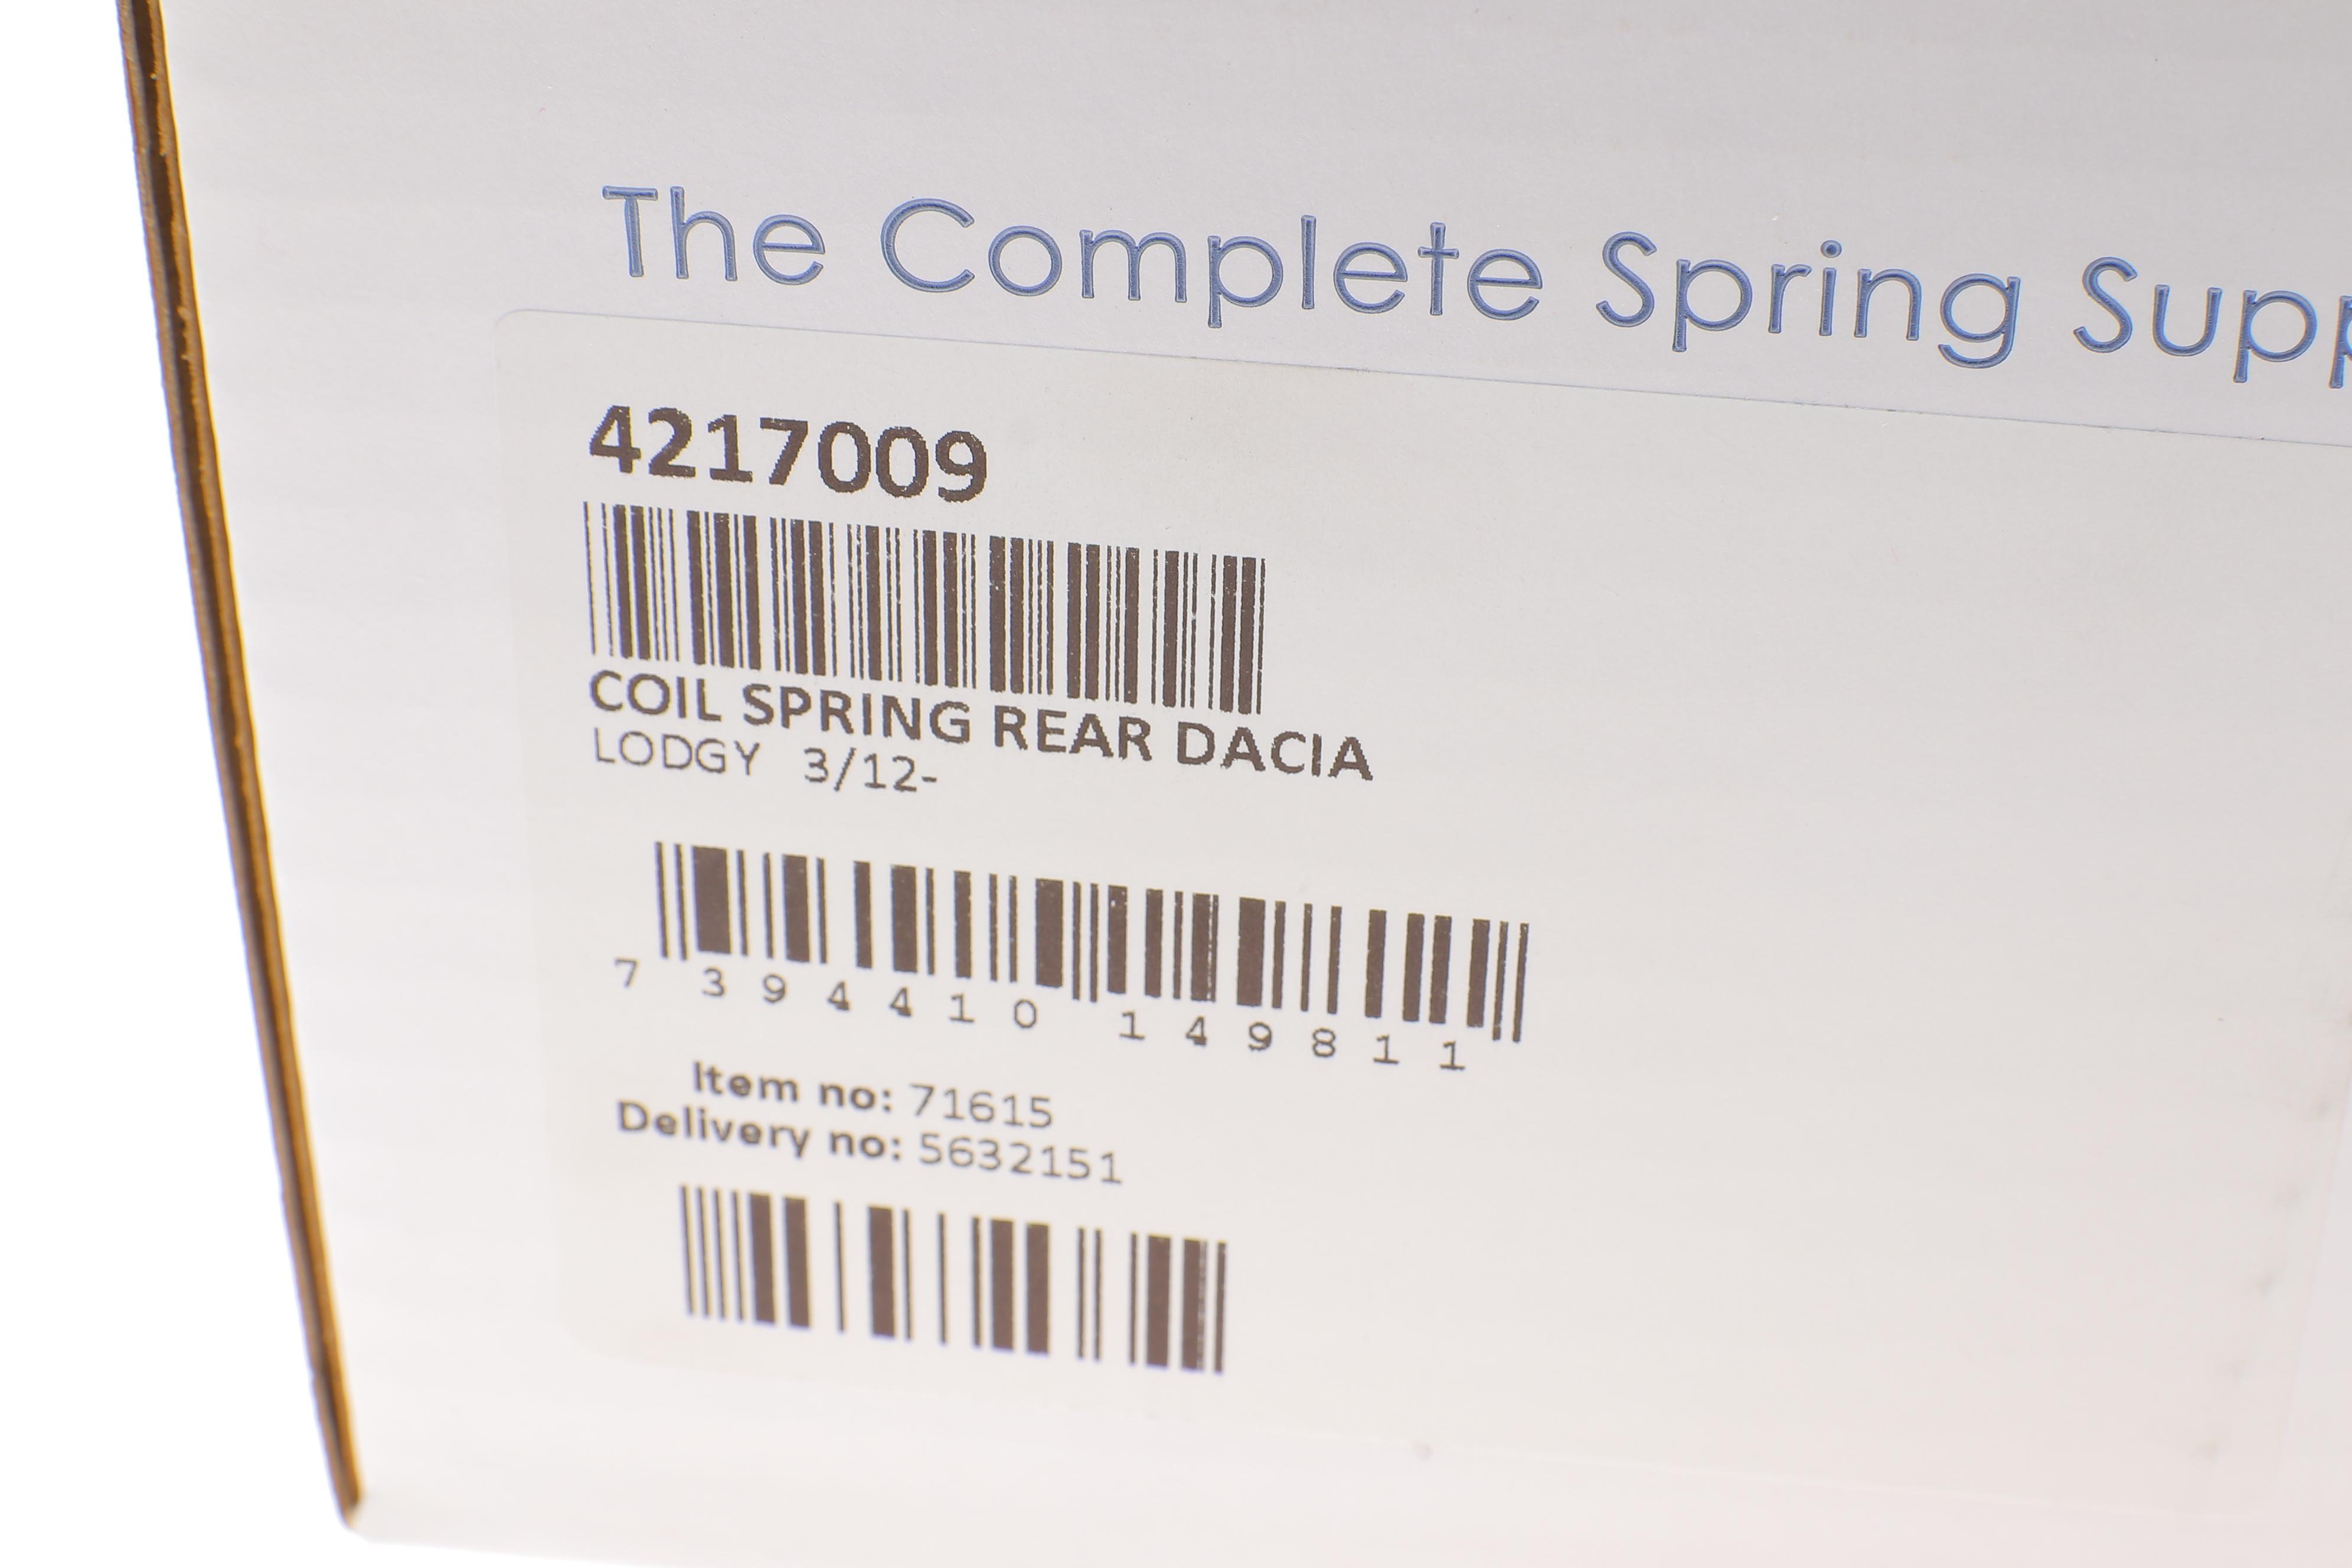 The Complete Spring
4217009
COIL SPRING REAR DACIA
LODGY 3/12-
7 394410 149811
Item no: 71615
Delivery no: 5632151